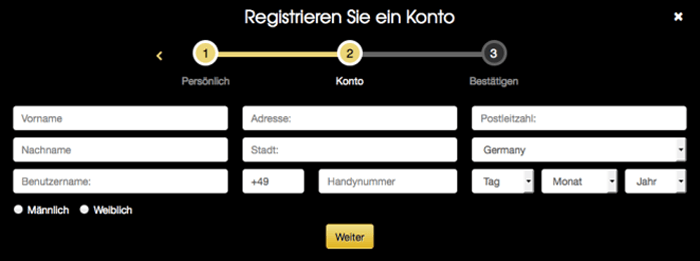 Registrieren Sie ein Konto ✖
1 2 3
Persönlich Konto Bestätigen
Vorname Adresse: Postleitzahl:
Nachname Stadt: Germany
Benutzername: +49 Handynummer Tag Monat Jahr
Männlich Weiblich
Weiter